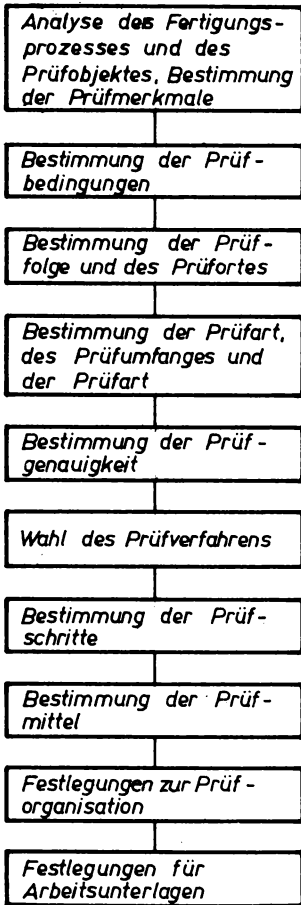 Analyse des Fertigungs-
prozesses und des
Prüfobjektes, Bestimmung
der Prüfmerkmale
Bestimmung der Prüf-
bedingungen
Bestimmung der Prüf-
folge und des Prüfortes
Bestimmung der Prüfart,
des Prüfumfanges und
der Prüfart
Bestimmung der Prüf-
genauigkeit
Wahl des Prüfverfahrens
Bestimmung der Prüf-
schritte
Bestimmung der Prüf-
mittel
Festlegungen zur Prüf-
organisation
Festlegungen für
Arbeitsunterlagen